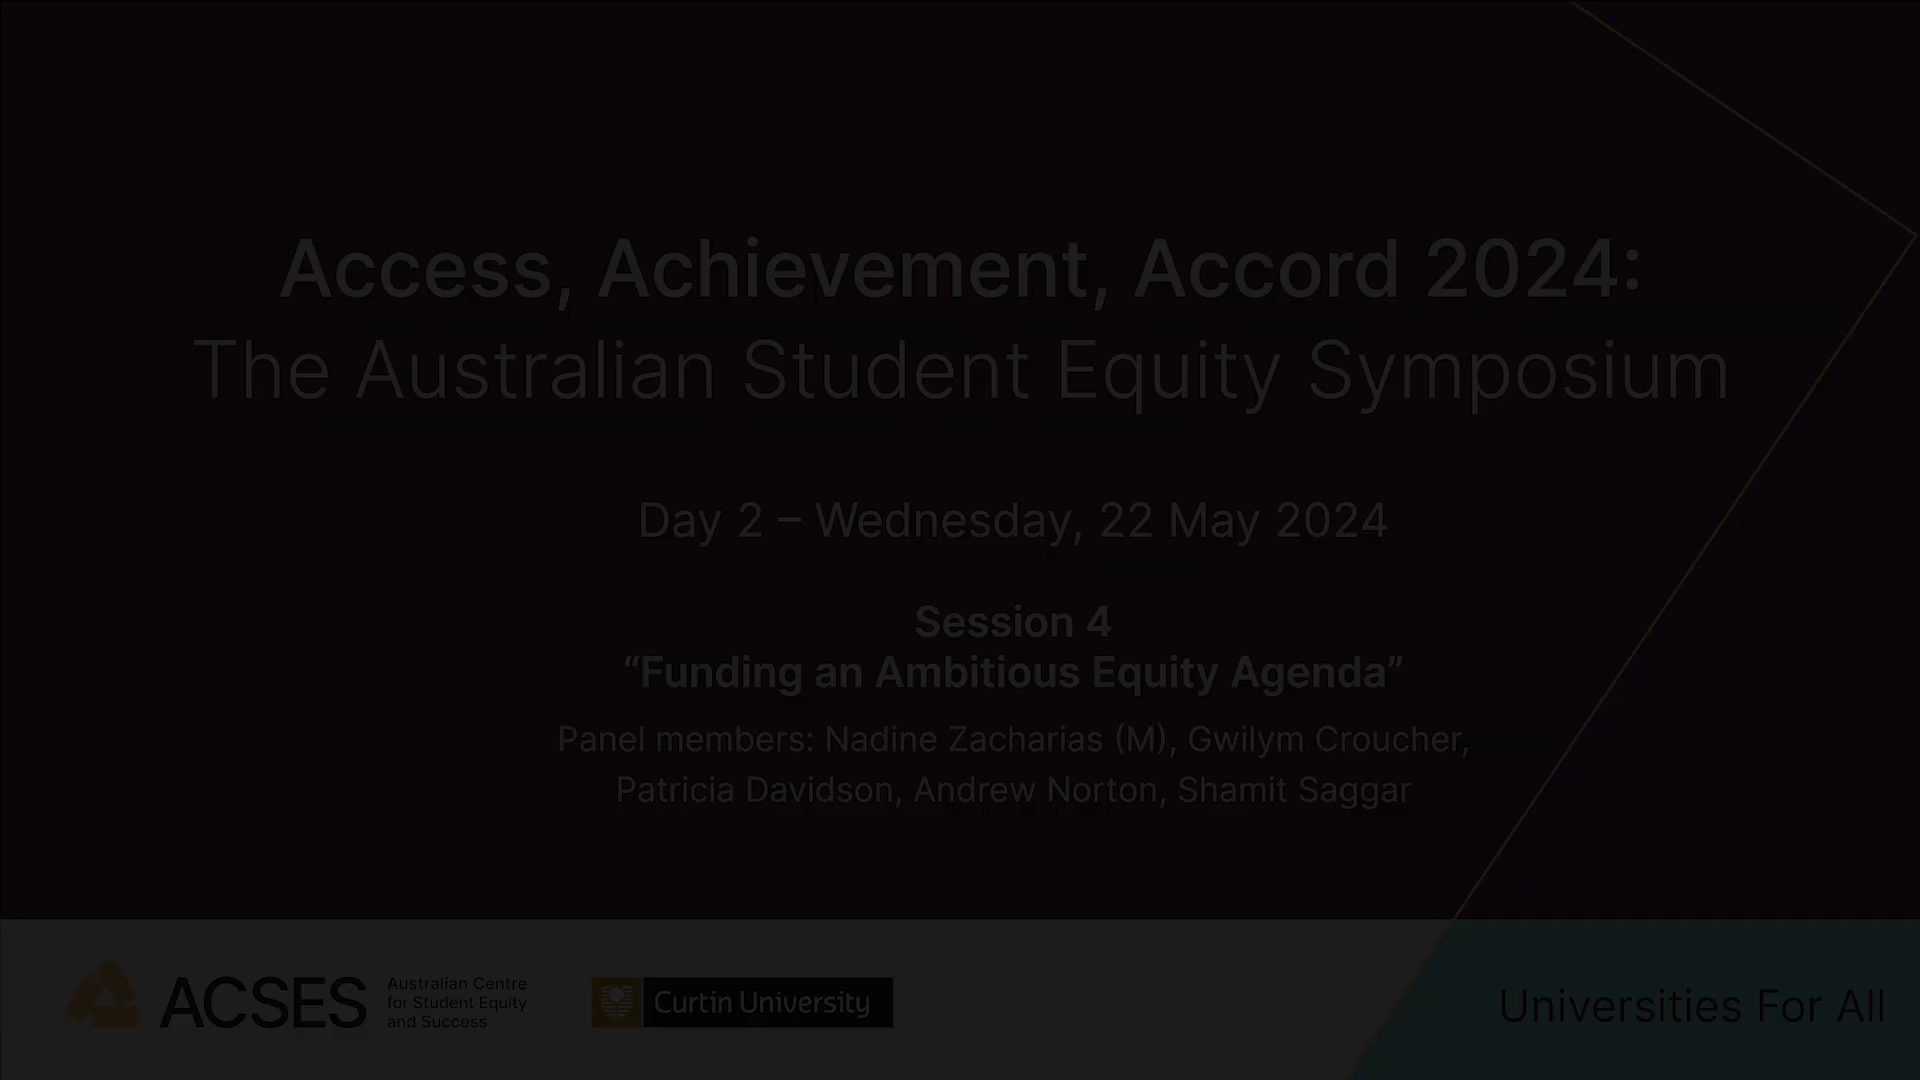 Access, Achievement, Accord 2024:
The Australian Student Equity Symposium
Day 2 – Wednesday, 22 May 2024
Session 4
“Funding an Ambitious Equity Agenda”
Panel members: Nadine Zacharias (M), Gwilym Croucher,
Patricia Davidson, Andrew Norton, Shamit Saggar
ACSES
Australian Centre
for Student Equity
and Success
Curtin University
Universities For All